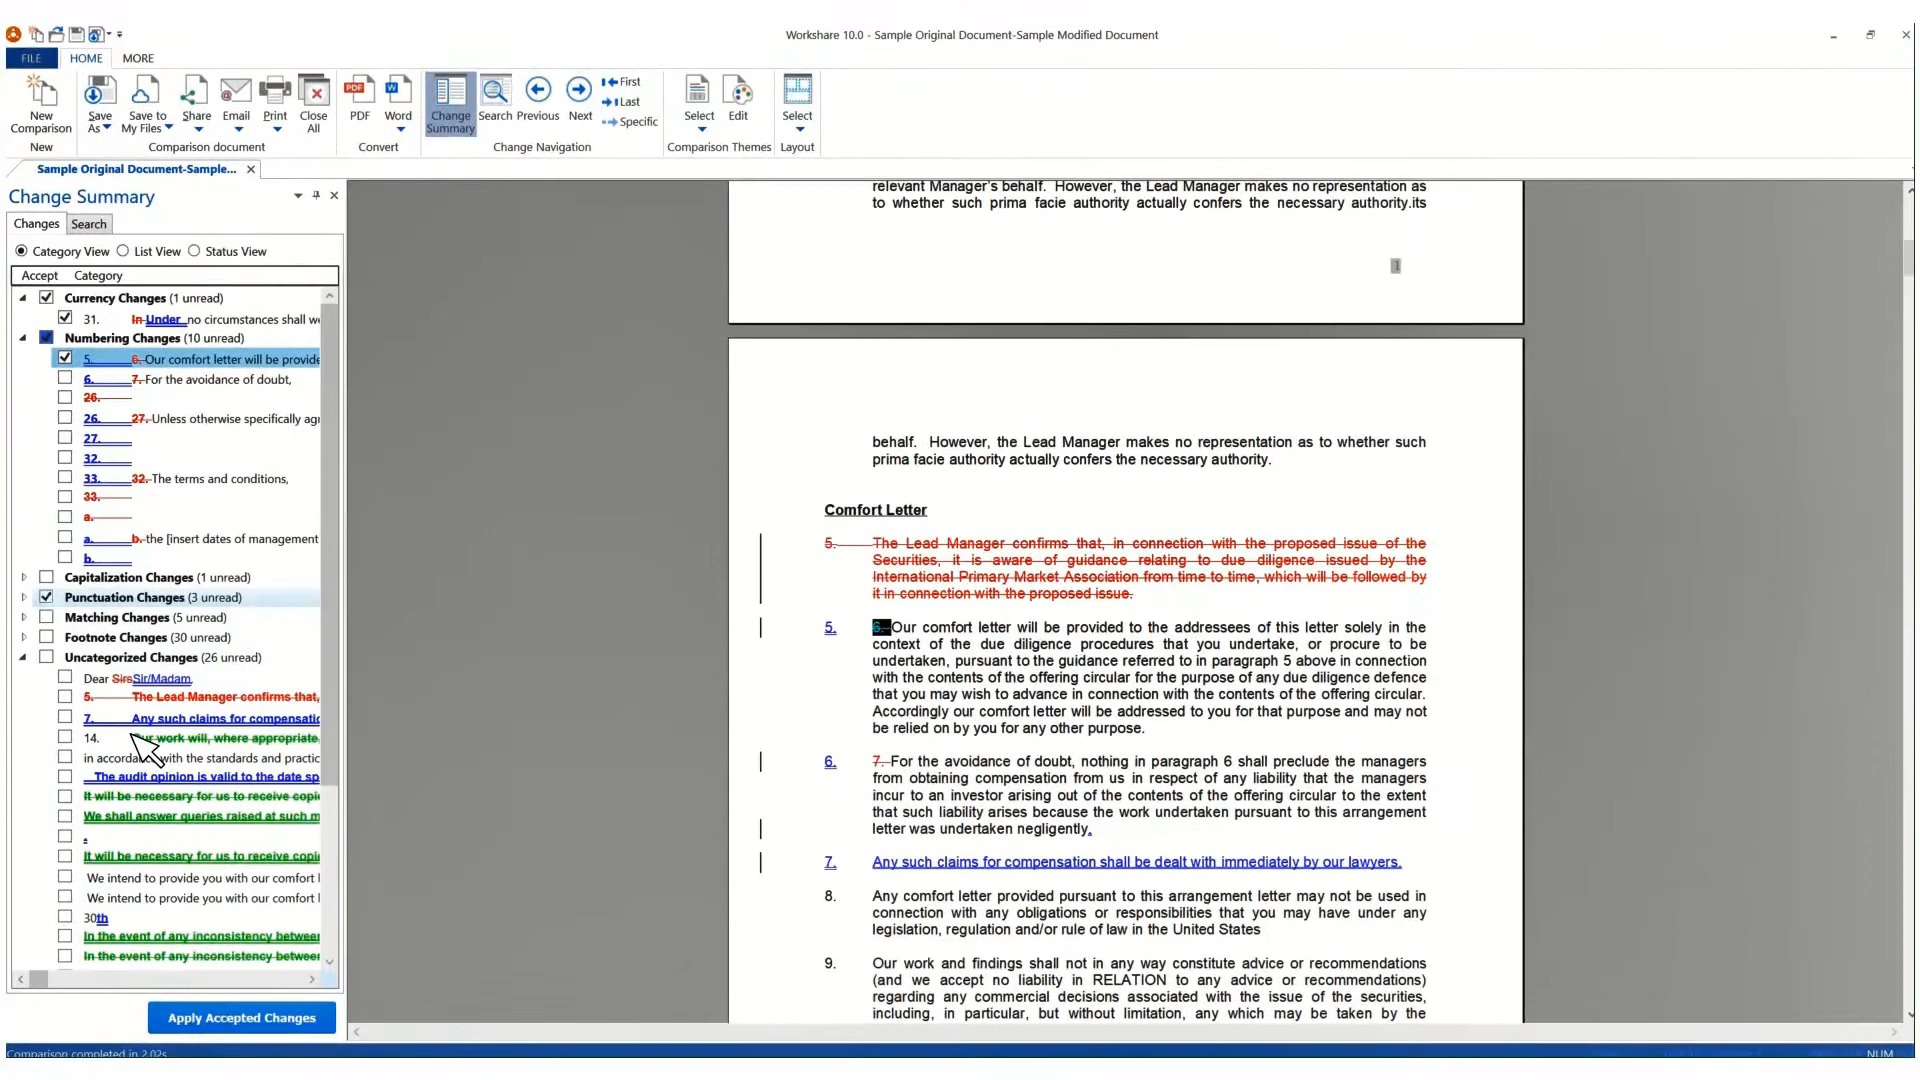 Workshare 10.0 - Sample Original Document-Sample Modified Document
FILE HOME MORE
New Comparison
Save As
Save to My Files
Share
Email
Print
Close All
PDF
Word
Change Summary
Search
Previous
Next
First
Last
Specific
Select
Edit
Select
New
Comparison document
Convert
Change Navigation
Comparison Themes
Layout
Sample Original Document-Sample...
Change Summary
Changes Search
Category View List View Status View
Accept Category
Currency Changes (1 unread)
31. In Under no circumstances shall we
Numbering Changes (10 unread)
5. 6. Our comfort letter will be provide
6. 7. For the avoidance of doubt,
26.
26. 27. Unless otherwise specifically agr
27.
32.
33. 32. The terms and conditions,
33.
a.
a. b. the [insert dates of management
b.
Capitalization Changes (1 unread)
Punctuation Changes (3 unread)
Matching Changes (5 unread)
Footnote Changes (30 unread)
Uncategorized Changes (26 unread)
Dear SirsSir/Madam,
5. The Lead Manager confirms that,
7. Any such claims for compensatic
14. Our work will, where appropriate,
in accordance with the standards and practic
The audit opinion is valid to the date sp
It will be necessary for us to receive copi
We shall answer queries raised at such m
.
It will be necessary for us to receive copi
We intend to provide you with our comfort l
We intend to provide you with our comfort l
30th
In the event of any inconsistency between
In the event of any inconsistency between
Apply Accepted Changes
relevant Manager's behalf. However, the Lead Manager makes no representation as
to whether such prima facie authority actually confers the necessary authority.its
1
behalf. However, the Lead Manager makes no representation as to whether such
prima facie authority actually confers the necessary authority.
Comfort Letter
5. The Lead Manager confirms that, in connection with the proposed issue of the
Securities, it is aware of guidance relating to due diligence issued by the
International Primary Market Association from time to time, which will be followed by
it in connection with the proposed issue.
5. 6. Our comfort letter will be provided to the addressees of this letter solely in the
context of the due diligence procedures that you undertake, or procure to be
undertaken, pursuant to the guidance referred to in paragraph 5 above in connection
with the contents of the offering circular for the purpose of any due diligence defence
that you may wish to advance in connection with the contents of the offering circular.
Accordingly our comfort letter will be addressed to you for that purpose and may not
be relied on by you for any other purpose.
6. 7. For the avoidance of doubt, nothing in paragraph 6 shall preclude the managers
from obtaining compensation from us in respect of any liability that the managers
incur to an investor arising out of the contents of the offering circular to the extent
that such liability arises because the work undertaken pursuant to this arrangement
letter was undertaken negligently.
7. Any such claims for compensation shall be dealt with immediately by our lawyers.
8. Any comfort letter provided pursuant to this arrangement letter may not be used in
connection with any obligations or responsibilities that you may have under any
legislation, regulation and/or rule of law in the United States
9. Our work and findings shall not in any way constitute advice or recommendations
(and we accept no liability in RELATION to any advice or recommendations)
regarding any commercial decisions associated with the issue of the securities,
including, in particular, but without limitation, any which may be taken by the
Comparison completed in 2.02s
NUM